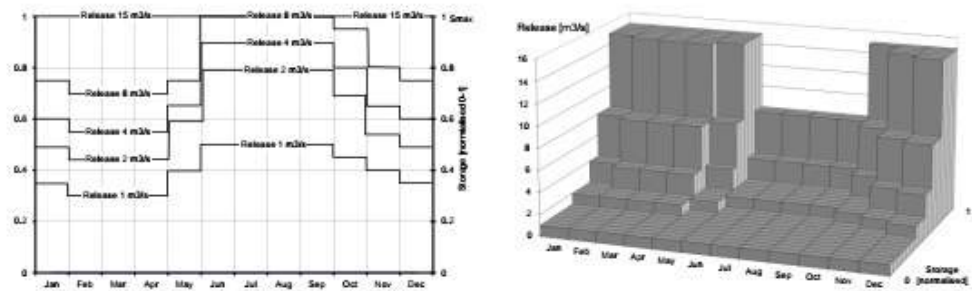 Release 15 m3/s
Release 8 m3/s
Release 15 m3/s
Smax
Release 4 m3/s
Release 2 m3/s
Release 8 m3/s
Release 4 m3/s
Release 2 m3/s
Release 1 m3/s
Release 1 m3/s
1
0.8
0.6
0.4
0.2
0
1
0.8
0.6
0.4
0.2
0
Storage [normalised 0-1]
Jan Feb Mar Apr May Jun Jul Aug Sep Oct Nov Dec
Release [m3/s]
16
14
12
10
8
6
4
2
0
Jan Feb Mar Apr May Jun Jul Aug Sep Oct Nov Dec
1
0
Storage
[normalised]